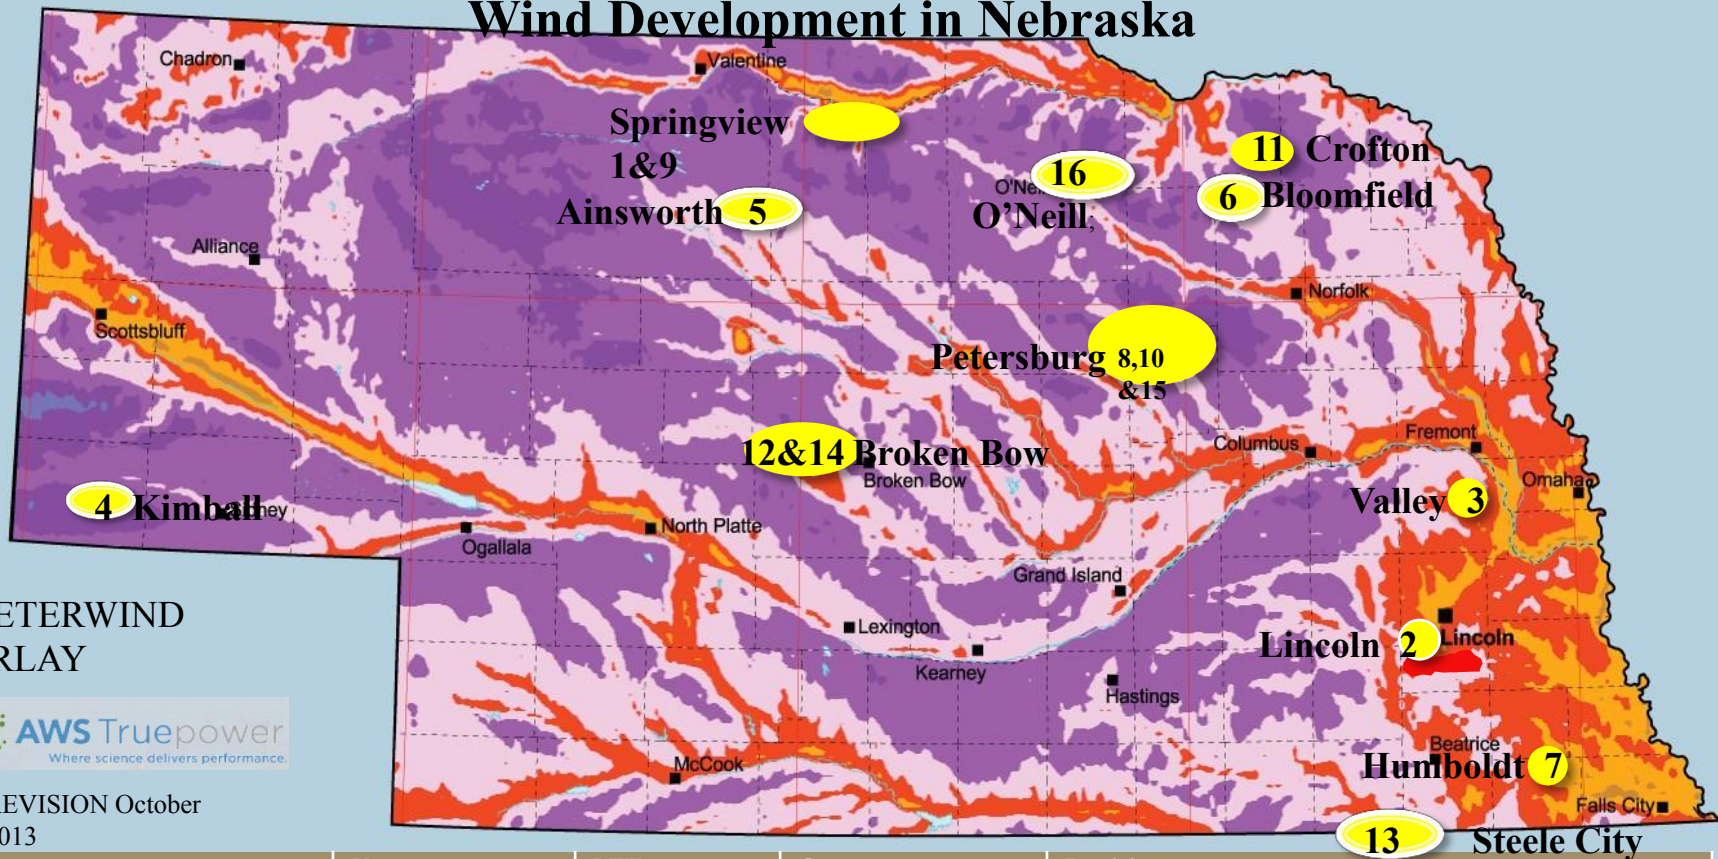 Wind Development in Nebraska
Chadron
Valentine
Springview
1&9
11 Crofton
16
O'Ne
O'Neill;
6 Bloomfield
Ainsworth 5
Alliance
Norfolk
Scottsbluff
Petersburg 8,10
&15
12&14 Broken Bow
Broken Bow
Columbus
Fremont
Omaha
4 Kimball
Valley 3
North Platte
Ogallala
Grand Island
ETERWIND
RLAY
Lexington
Lincoln 2 Lincoln
Kearney
Hastings
AWS Truepower
Where science delivers performance.
McCook
Beatrice
Humboldt 7
EVISION October
013
Falls City
13 Steele City